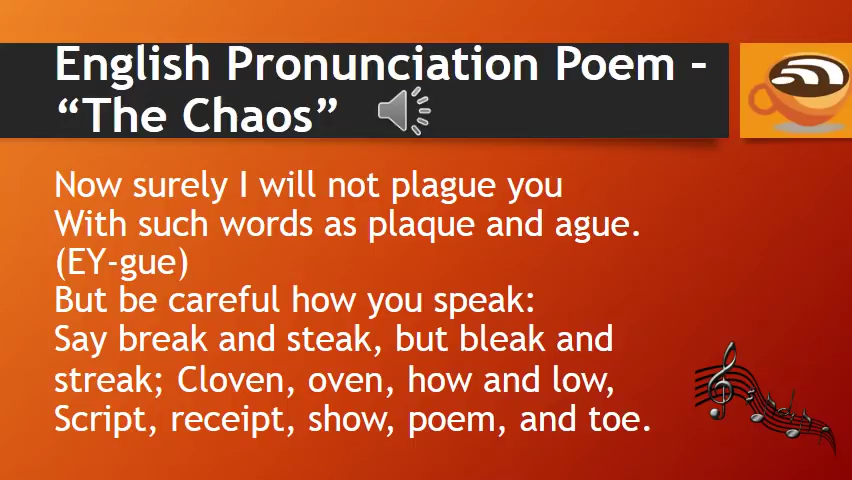 English Pronunciation Poem –
“The Chaos”
Now surely I will not plague you
With such words as plaque and ague.
(EY-gue)
But be careful how you speak:
Say break and steak, but bleak and
streak; Cloven, oven, how and low,
Script, receipt, show, poem, and toe.